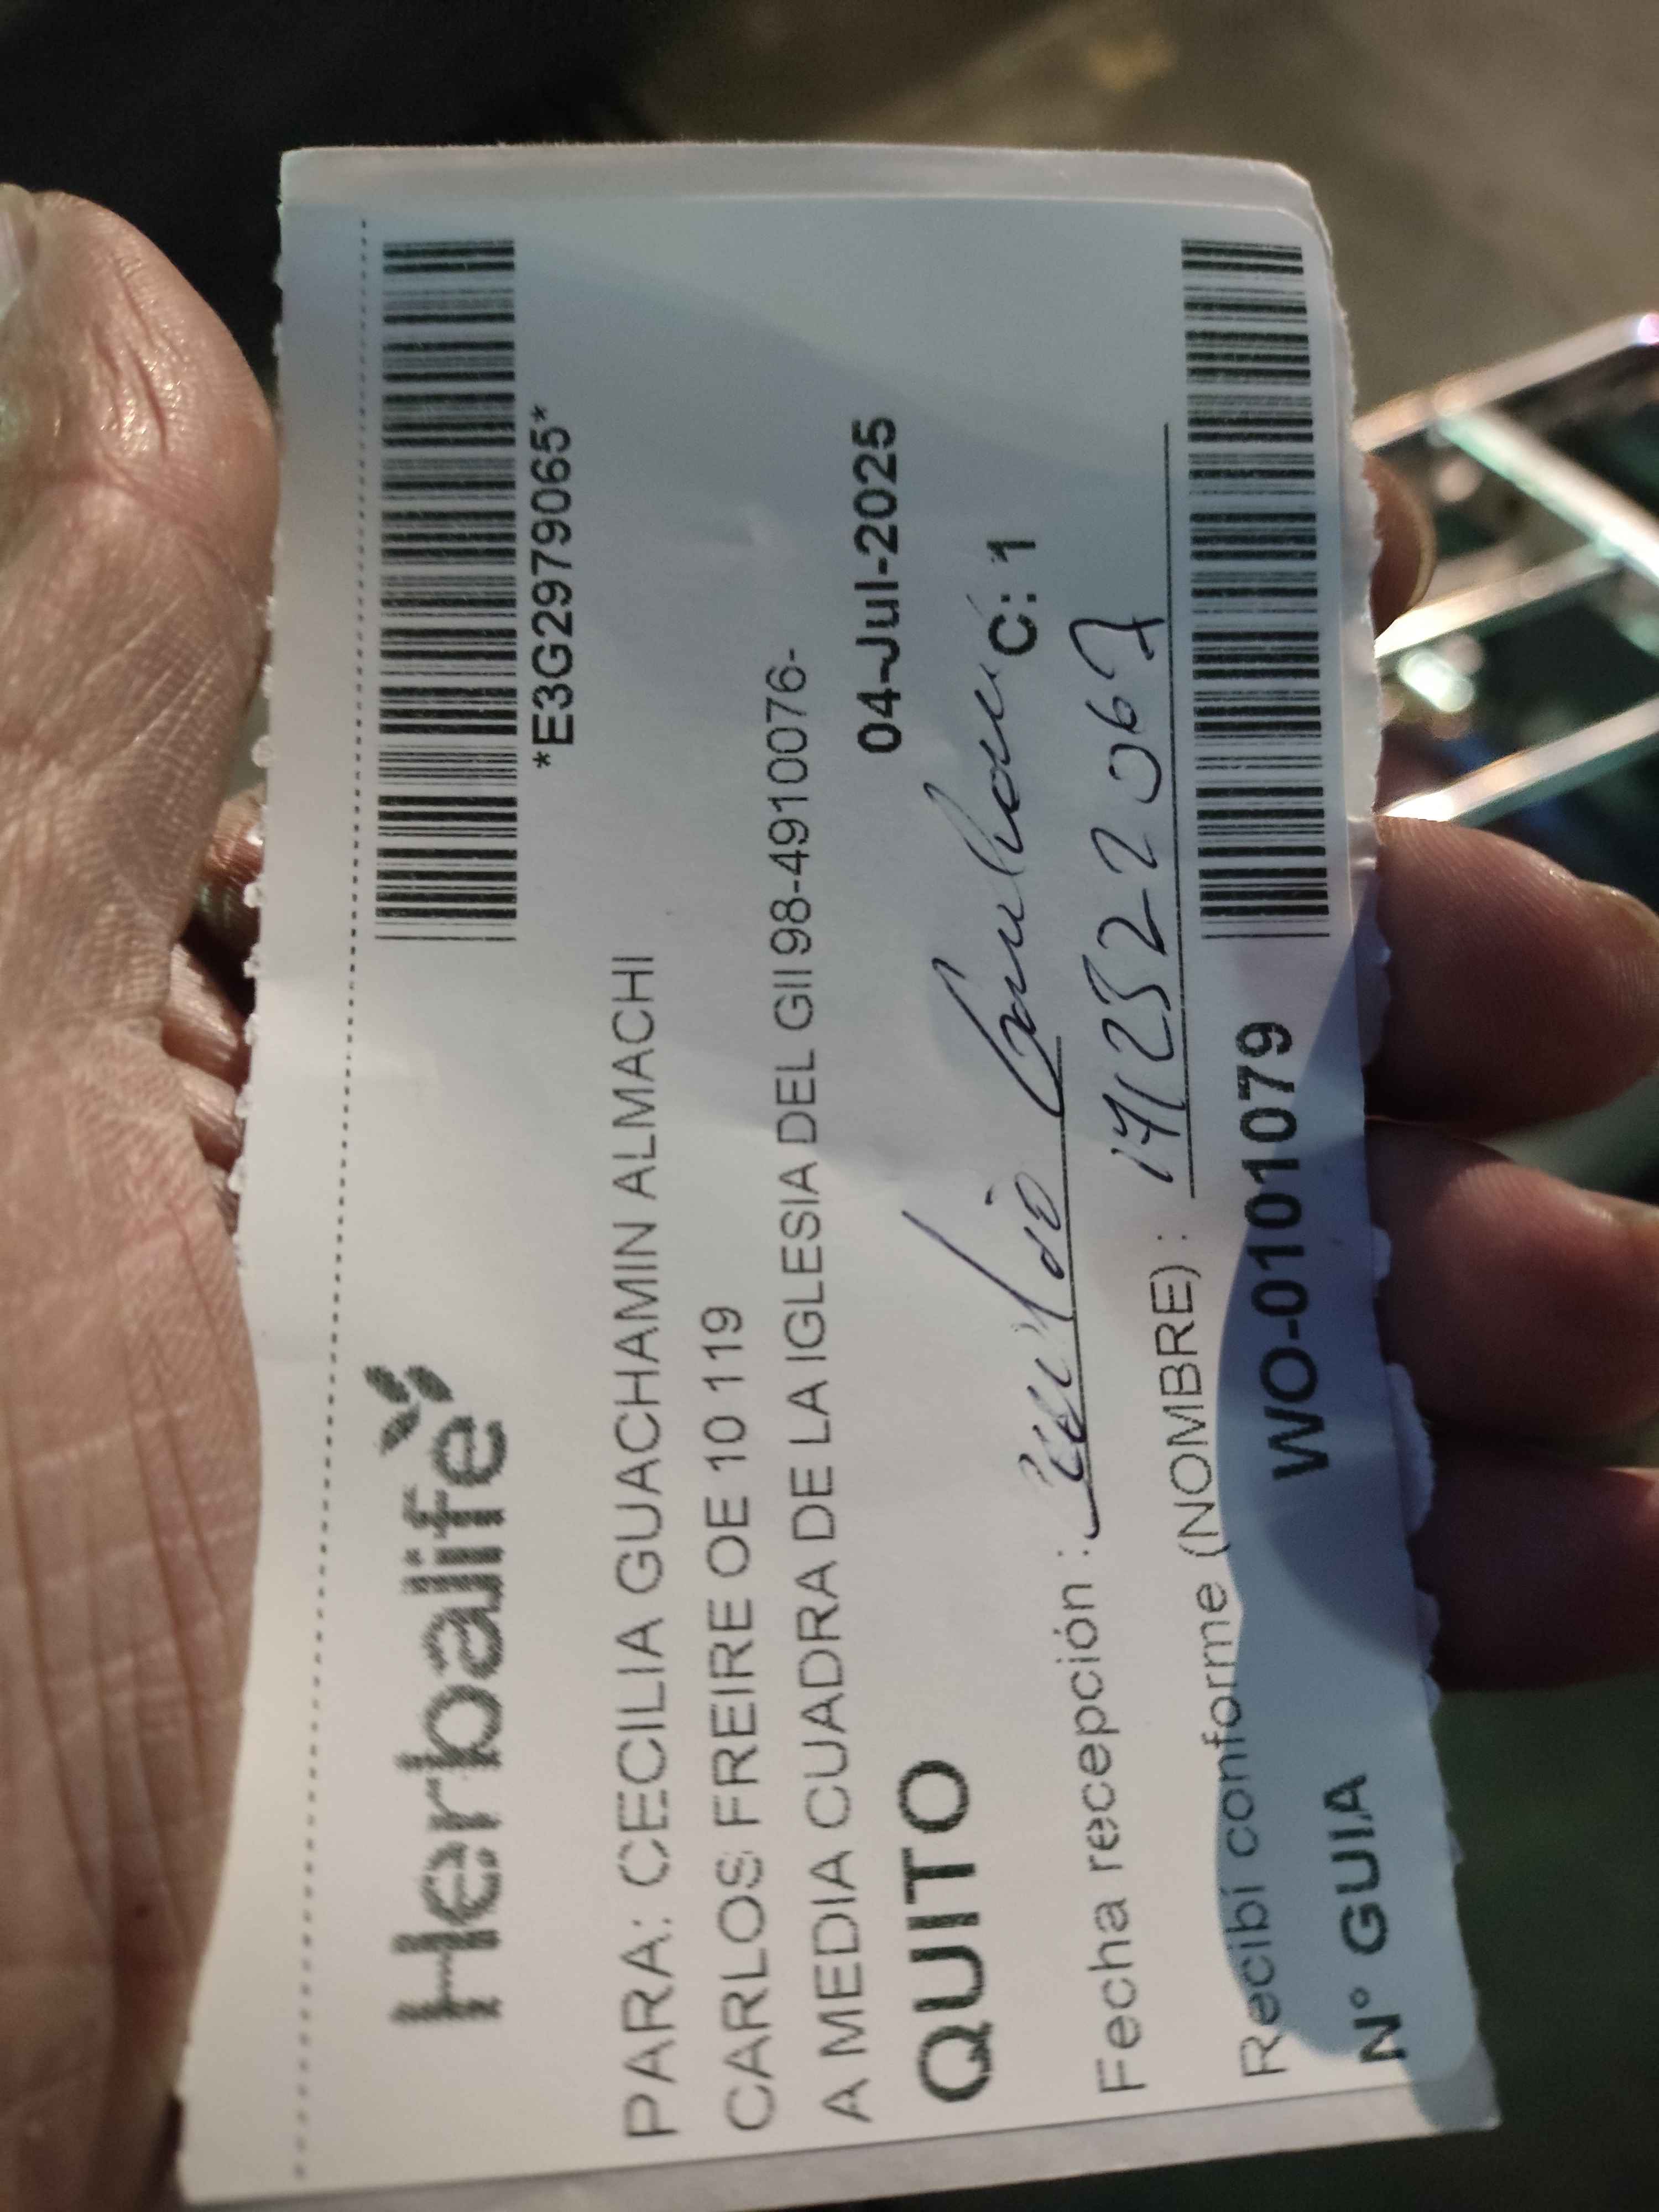 Herbalife
*E3G2979065*
PARA: CECILIA GUACHAMIN ALMACHI
CARLOS FREIRE OE 10 119
A MEDIA CUADRA DE LA IGLESIA DEL GII 98-4910076-
QUITO 04-Jul-2025
C: 1
Fecha recepción :
Recibí conforme (NOMBRE) :
N° GUIA WO-0101079